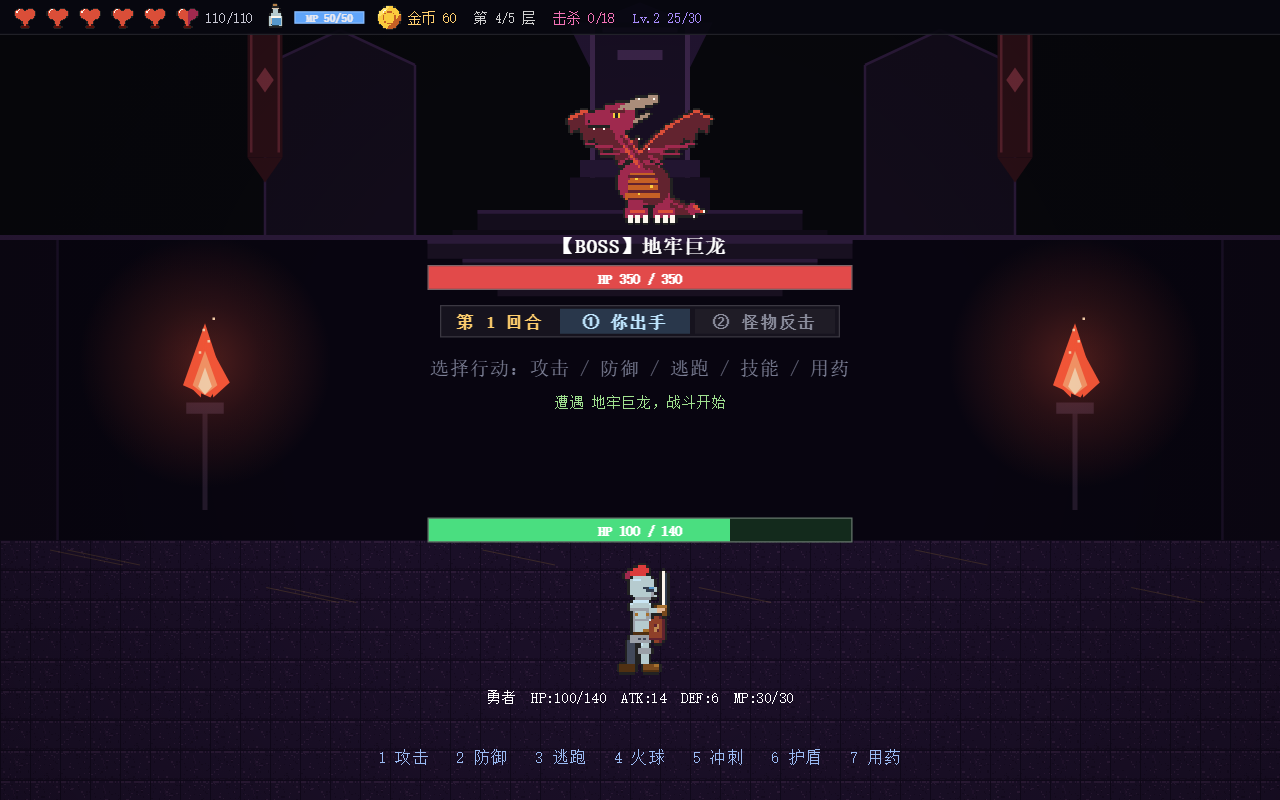 110/110 MP 50/50 金币 60 第 4/5 层 击杀 0/18 Lv.2 25/30
【BOSS】地牢巨龙
HP 350 / 350
第 1 回合 ① 你出手 ② 怪物反击
选择行动: 攻击 / 防御 / 逃跑 / 技能 / 用药
遭遇 地牢巨龙，战斗开始
HP 100 / 140
勇者 HP:100/140 ATK:14 DEF:6 MP:30/30
1 攻击 2 防御 3 逃跑 4 火球 5 冲刺 6 护盾 7 用药